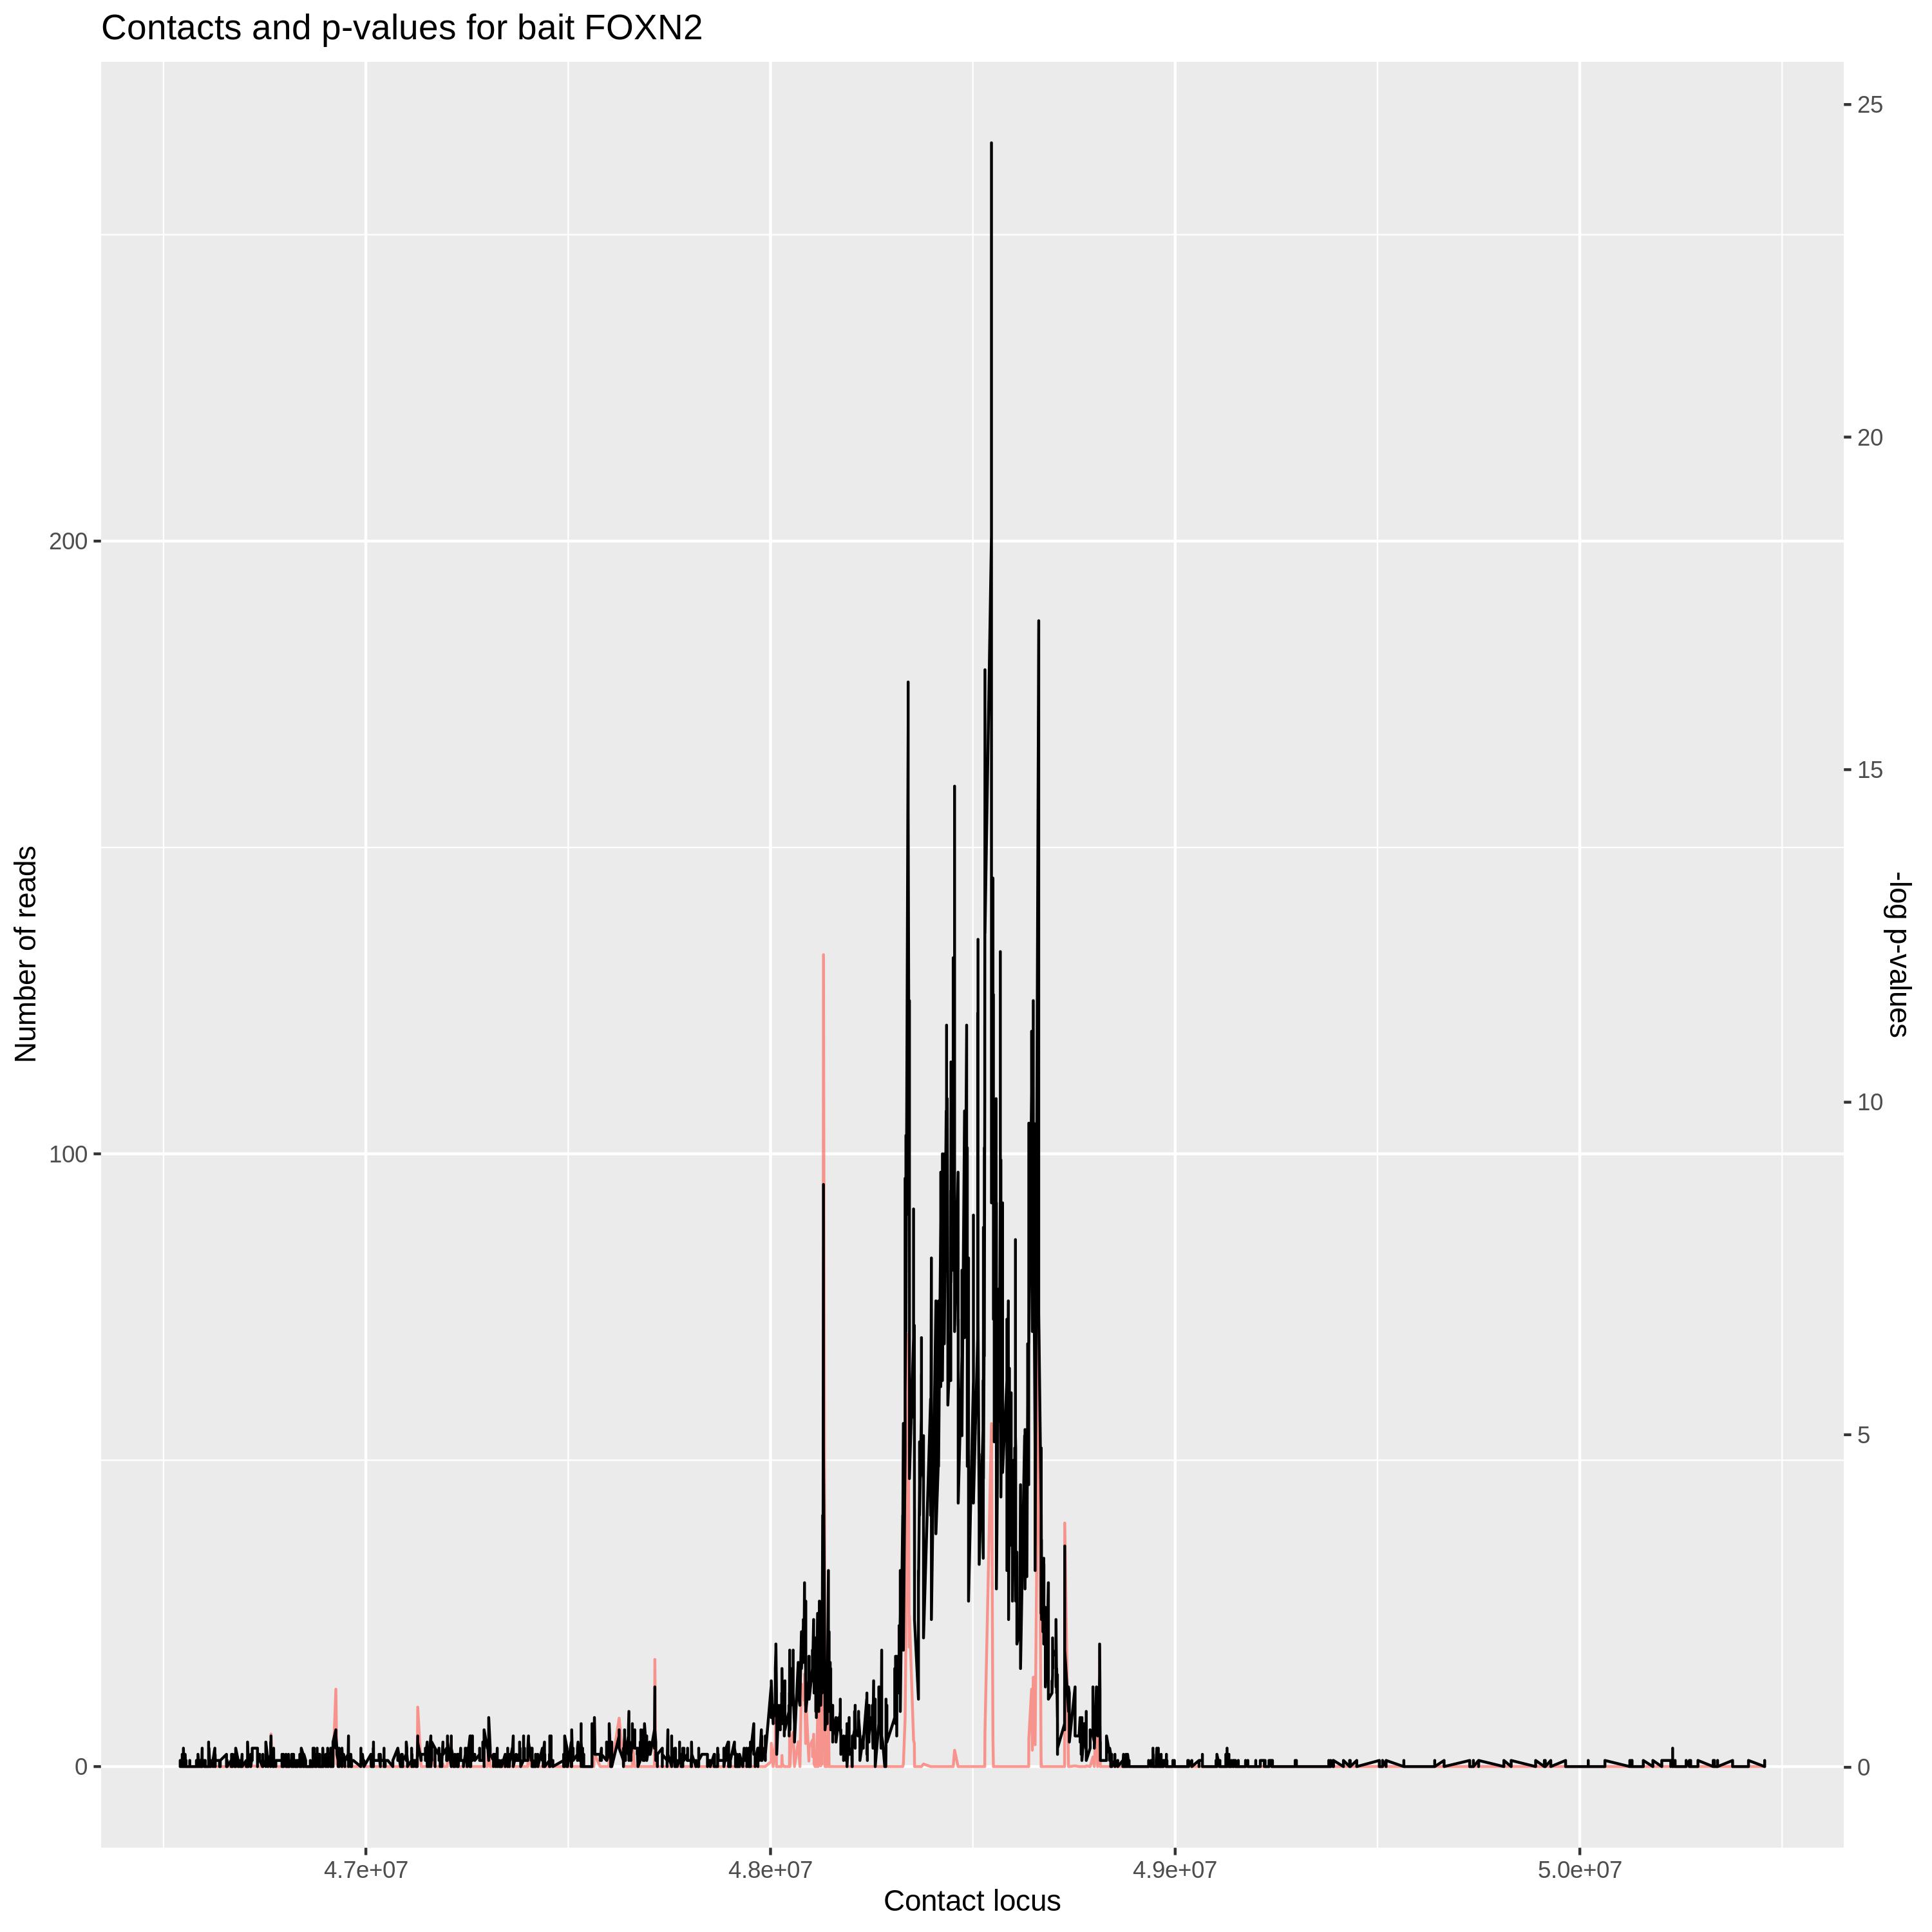 Contacts and p-values for bait FOXN2
Number of reads
200
100
0
25
20
15
10
5
0
-log p-values
4.7e+07 4.8e+07 4.9e+07 5.0e+07
Contact locus